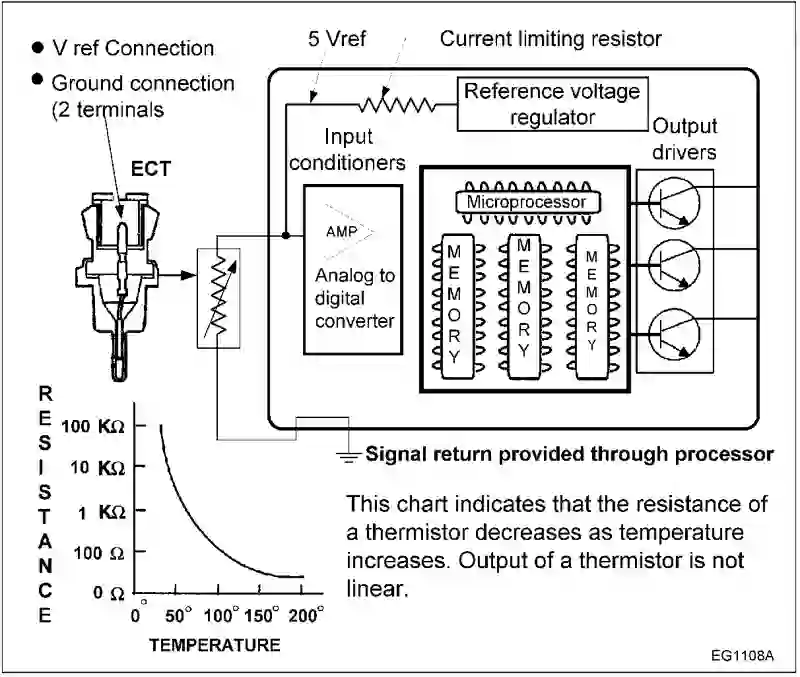 ● V ref Connection
● Ground connection
(2 terminals
5 Vref
Current limiting resistor
Reference voltage
regulator
Input
conditioners
Output
drivers
ECT
Microprocessor
AMP
Analog to
digital
converter
MEMORY
MEMORY
MEMORY
Signal return provided through processor
RESISTANCE
100 KΩ
10 KΩ
1 KΩ
100 Ω
0 Ω
0° 50° 100° 150° 200°
TEMPERATURE
This chart indicates that the resistance of
a thermistor decreases as temperature
increases. Output of a thermistor is not
linear.
EG1108A